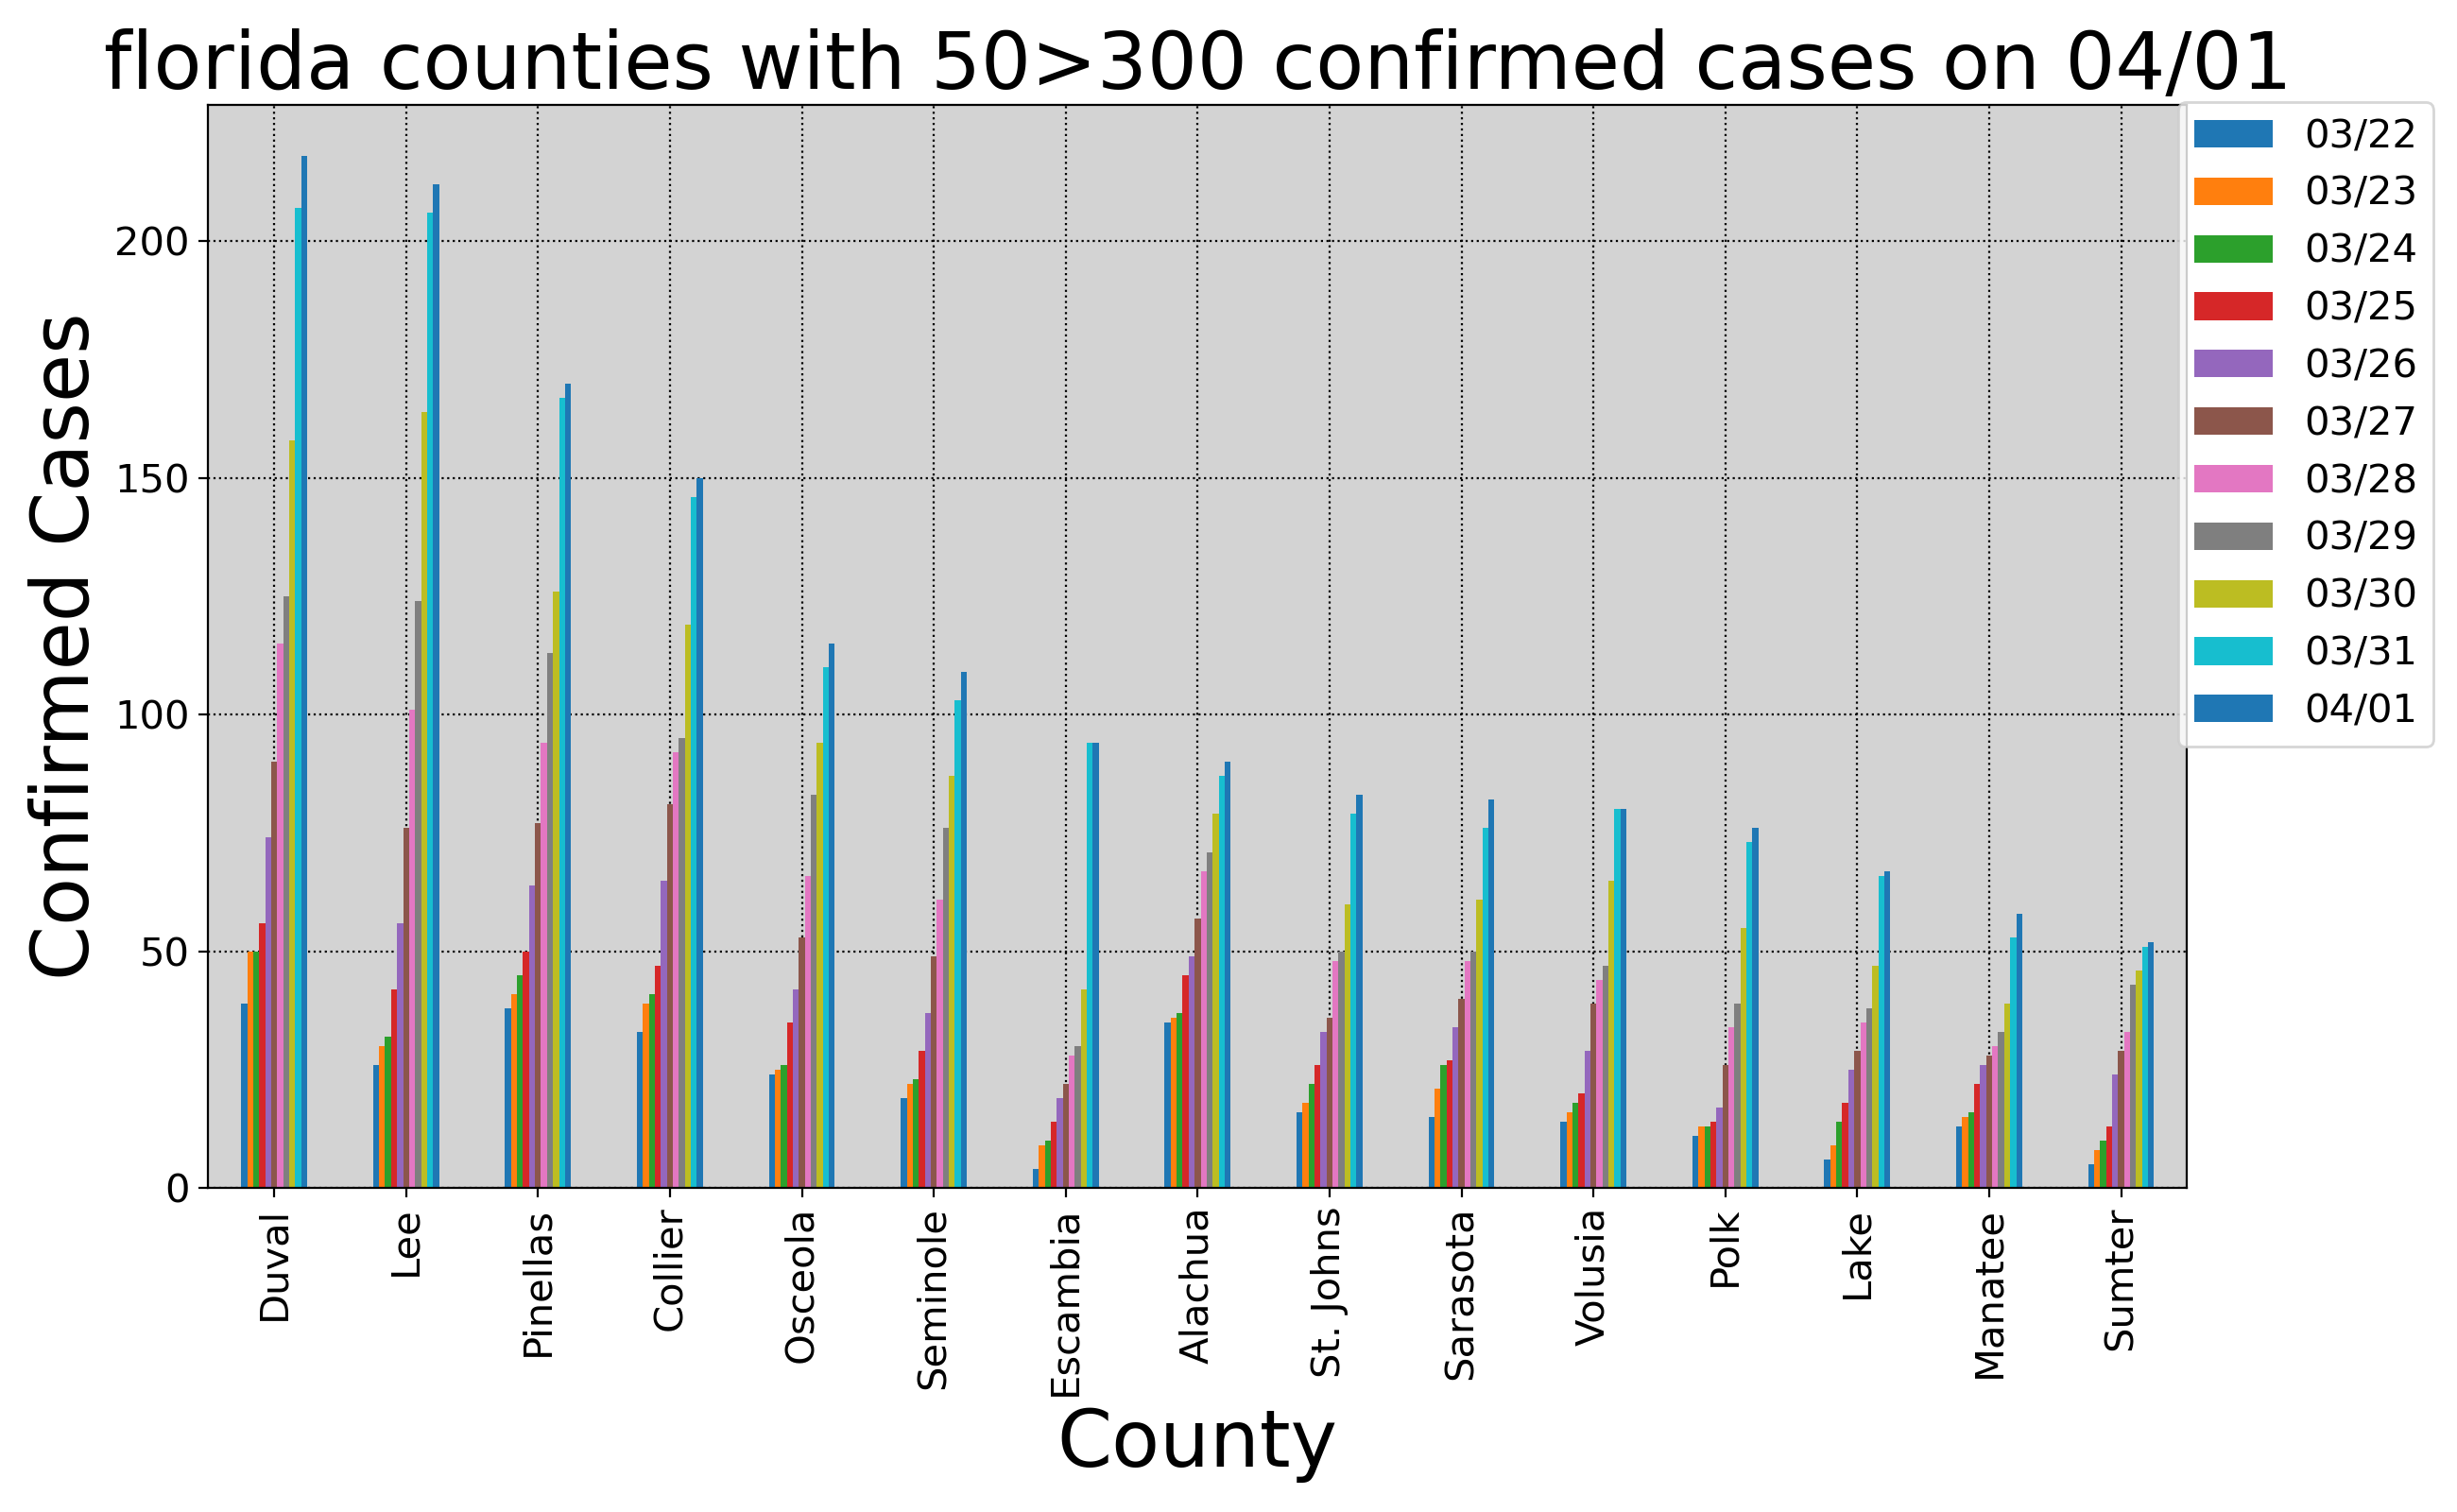 florida counties with 50>300 confirmed cases on 04/01
03/22
03/23
03/24
03/25
03/26
03/27
03/28
03/29
03/30
03/31
04/01
Confirmed Cases
200
150
100
50
0
Duval
Lee
Pinellas
Collier
Osceola
Seminole
Escambia
Alachua
St. Johns
Sarasota
Volusia
Polk
Lake
Manatee
Sumter
County